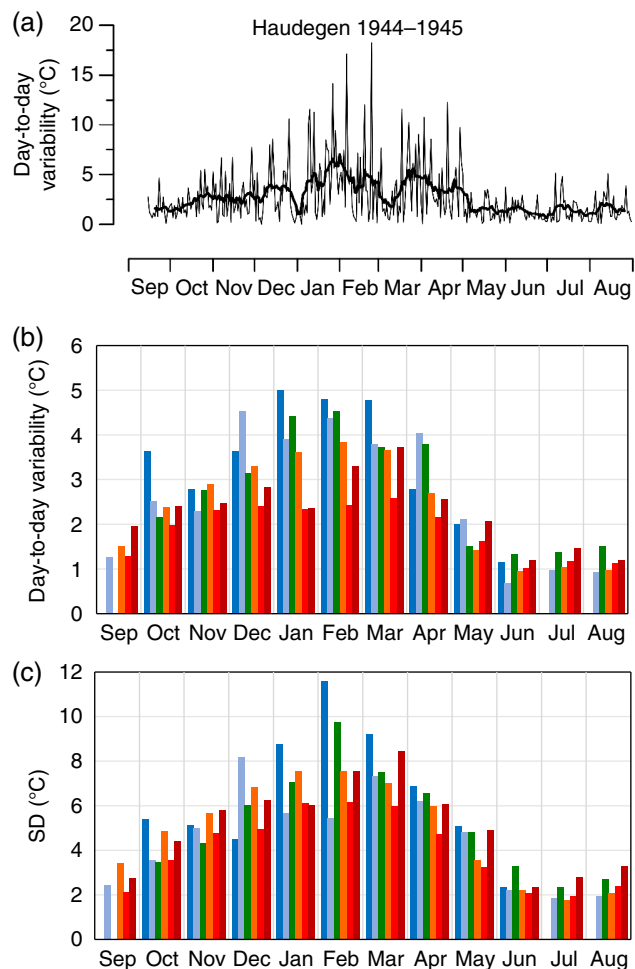 (a)
Haudegen 1944–1945
Day-to-day
variability (°C)
20
15
10
5
0
Sep Oct Nov Dec Jan Feb Mar Apr May Jun Jul Aug
(b)
Day-to-day variability (°C)
6
5
4
3
2
1
0
Sep Oct Nov Dec Jan Feb Mar Apr May Jun Jul Aug
(c)
SD (°C)
12
10
8
6
4
2
0
Sep Oct Nov Dec Jan Feb Mar Apr May Jun Jul Aug